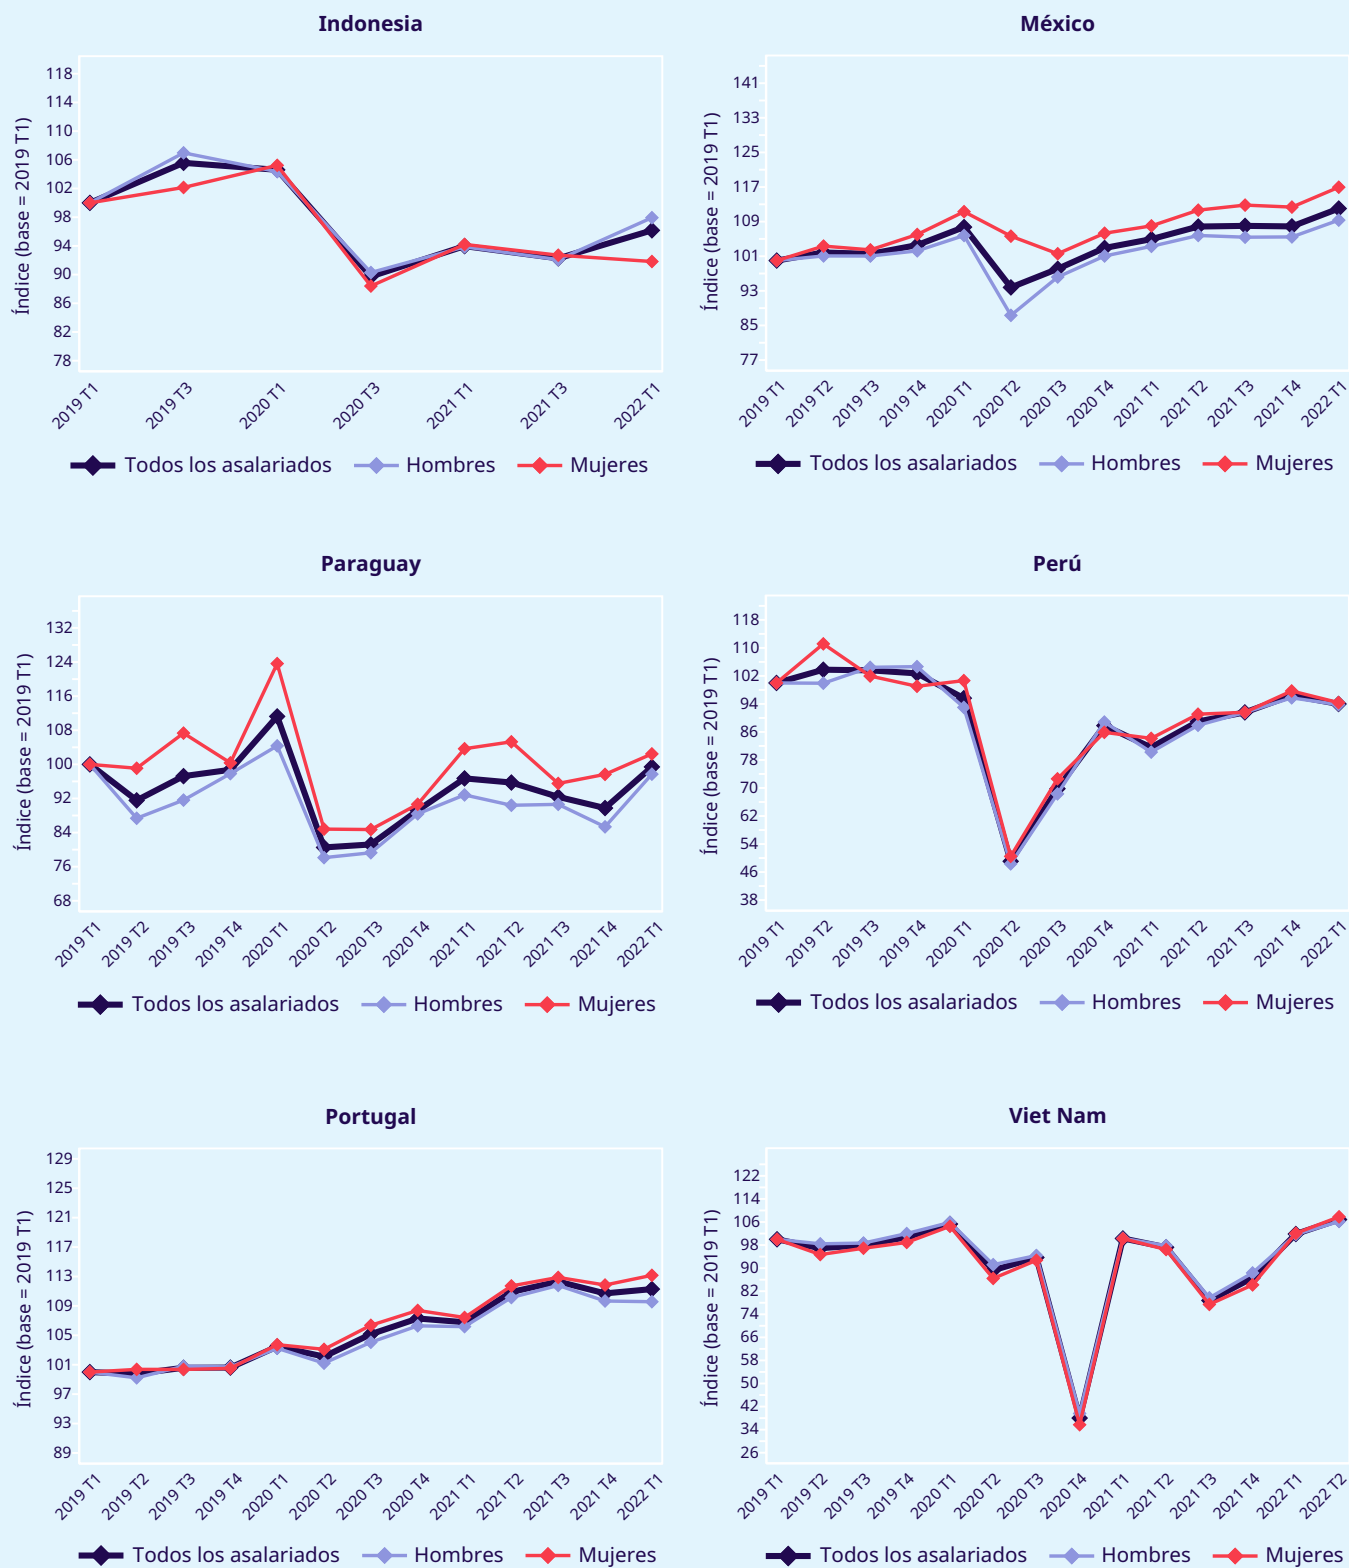 Indonesia
Índice (base = 2019 T1)
118
114
110
106
102
98
94
90
86
82
78
2019 T1
2019 T3
2020 T1
2020 T3
2021 T1
2021 T3
2022 T1
Todos los asalariados Hombres Mujeres
México
Índice (base = 2019 T1)
141
133
125
117
109
101
93
85
77
2019 T1
2019 T2
2019 T3
2019 T4
2020 T1
2020 T2
2020 T3
2020 T4
2021 T1
2021 T2
2021 T3
2021 T4
2022 T1
Todos los asalariados Hombres Mujeres
Paraguay
Índice (base = 2019 T1)
132
124
116
108
100
92
84
76
68
2019 T1
2019 T2
2019 T3
2019 T4
2020 T1
2020 T2
2020 T3
2020 T4
2021 T1
2021 T2
2021 T3
2021 T4
2022 T1
Todos los asalariados Hombres Mujeres
Perú
Índice (base = 2019 T1)
118
110
102
94
86
78
70
62
54
46
38
2019 T1
2019 T2
2019 T3
2019 T4
2020 T1
2020 T2
2020 T3
2020 T4
2021 T1
2021 T2
2021 T3
2021 T4
2022 T1
Todos los asalariados Hombres Mujeres
Portugal
Índice (base = 2019 T1)
129
125
121
117
113
109
105
101
97
93
89
2019 T1
2019 T2
2019 T3
2019 T4
2020 T1
2020 T2
2020 T3
2020 T4
2021 T1
2021 T2
2021 T3
2021 T4
2022 T1
Todos los asalariados Hombres Mujeres
Viet Nam
Índice (base = 2019 T1)
122
114
106
98
90
82
74
66
58
50
42
34
26
2019 T1
2019 T2
2019 T3
2019 T4
2020 T1
2020 T2
2020 T3
2020 T4
2021 T1
2021 T2
2021 T3
2021 T4
2022 T1
2022 T2
Todos los asalariados Hombres Mujeres